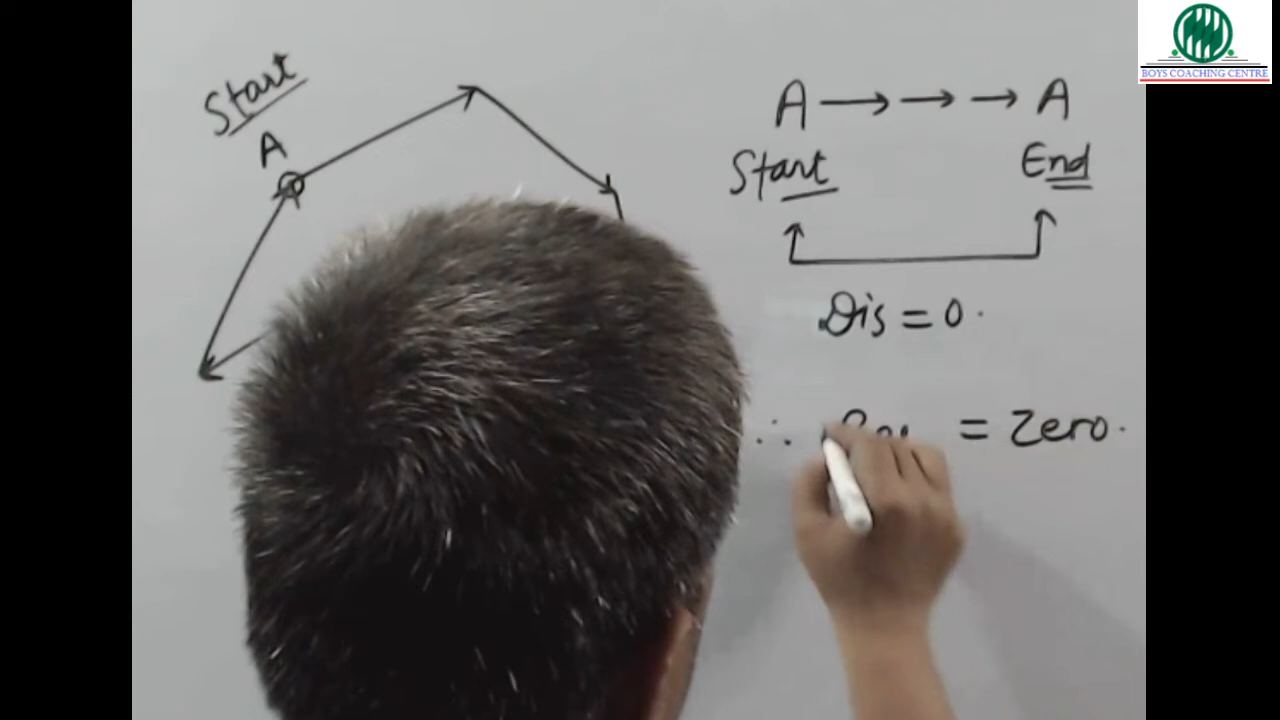 Start
A
A → → → A
Start End
Dis = 0.
∴ = Zero.
BOYS COACHING CENTRE